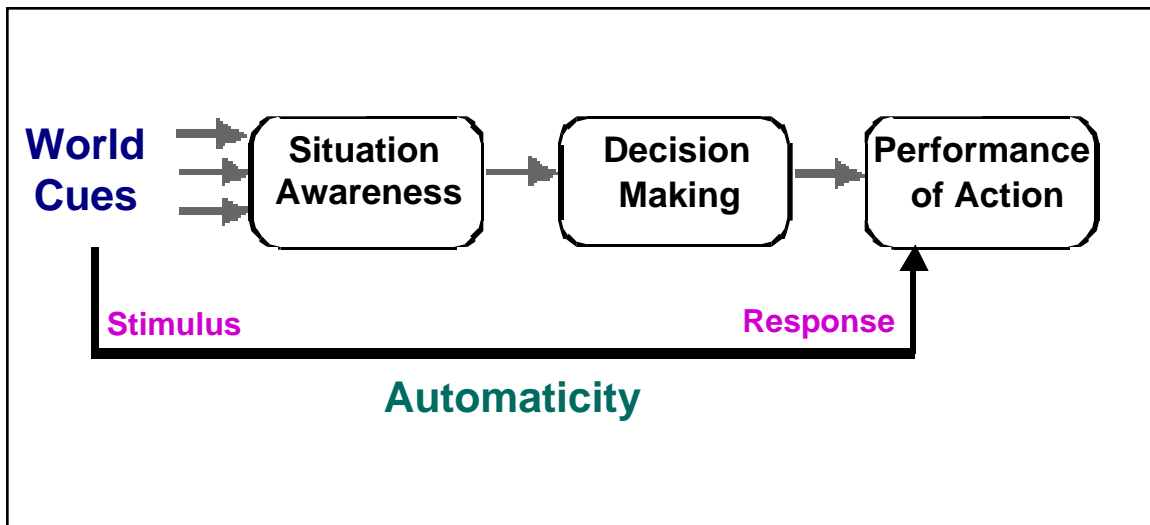 World
Cues
Situation
Awareness
Decision
Making
Performance
of Action
Stimulus
Response
Automaticity